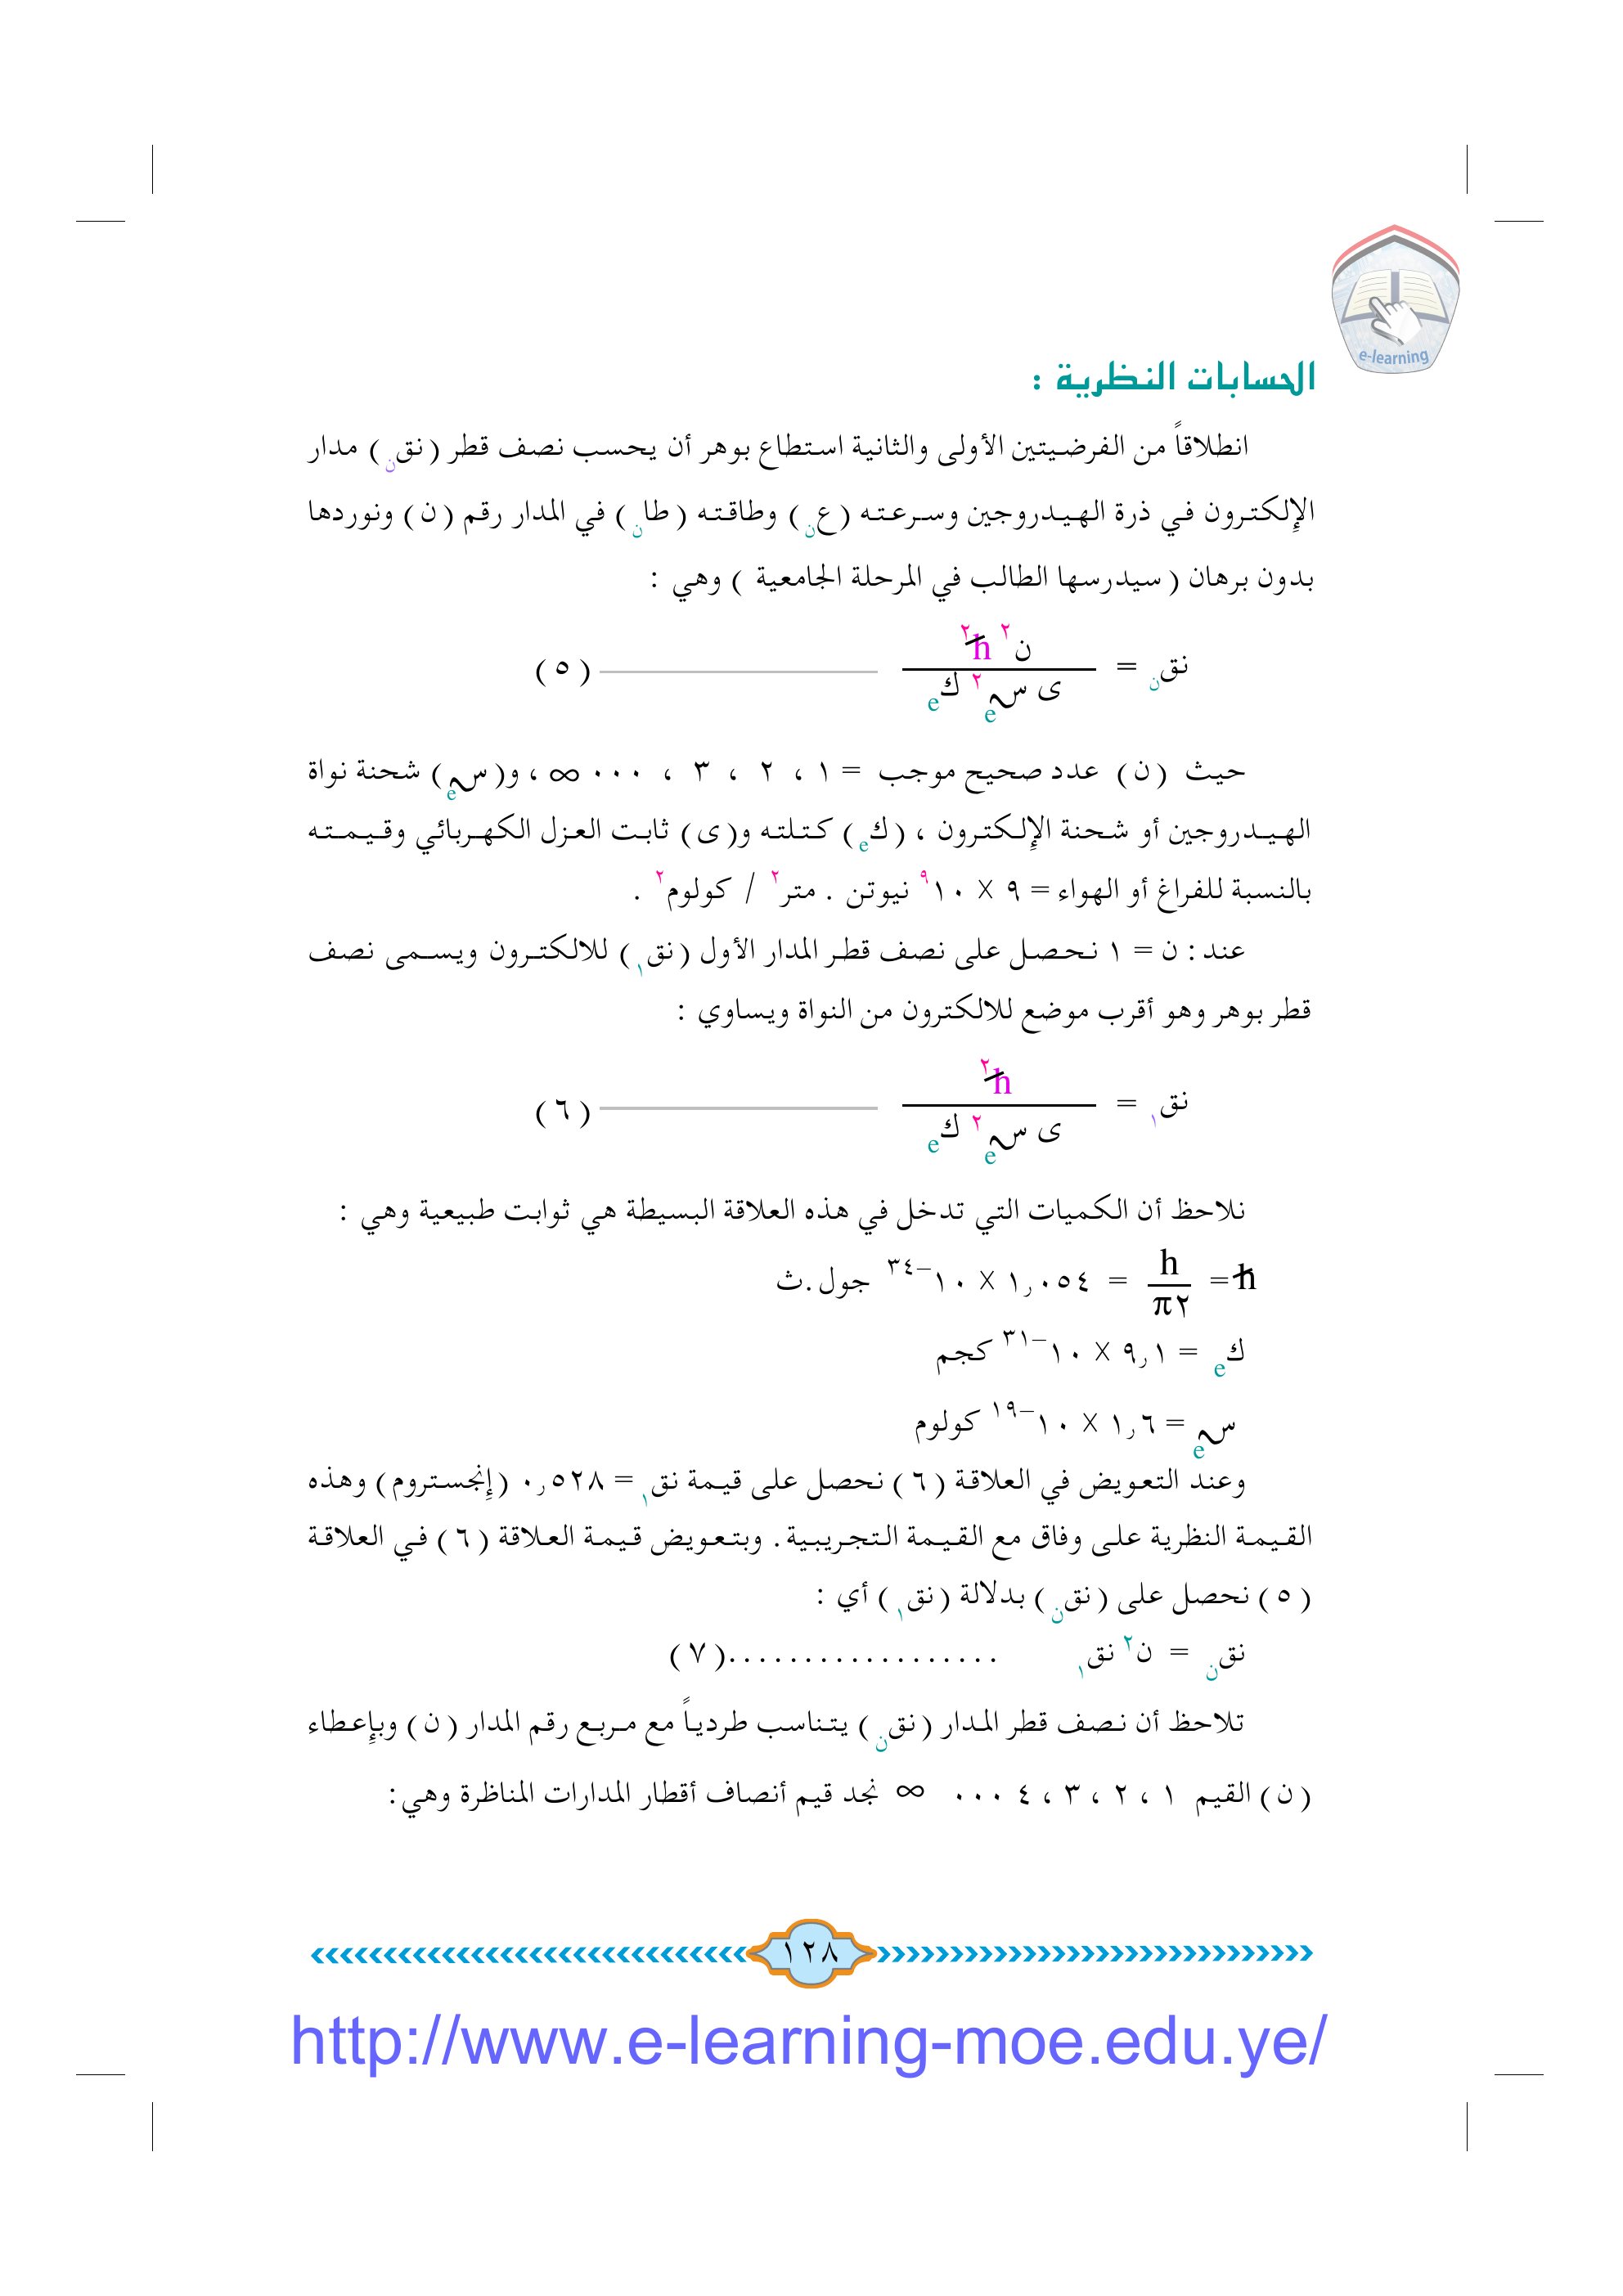 e-learning
الحسابات النظرية :
انطلاقاً من الفرضيتين الأولى والثانية استطاع بوهر أن يحسب نصف قطر ( نقن ) مدار
الإلكترون في ذرة الهيدروجين وسرعته ( عن ) وطاقته ( طان ) في المدار رقم ( ن ) ونوردها
بدون برهان ( سيدرسها الطالب في المرحلة الجامعية ) وهي :
نقن = ن٢ ħ٢ / ى سـe٢ كe ــــــــــ ( ٥ )
حيث ( ن ) عدد صحيح موجب = ١ ، ٢ ، ٣ ، ٠٠٠ ∞ ، و( سـe ) شحنة نواة
الهيدروجين أو شحنة الإلكترون ، ( كe ) كتلته و( ى ) ثابت العزل الكهربائي وقيمته
بالنسبة للفراغ أو الهواء = ٩ × ١٠٩ نيوتن . متر٢ / كولوم٢ .
عند : ن = ١ نحصل على نصف قطر المدار الأول ( نق١ ) للالكترون ويسمى نصف
قطر بوهر وهو أقرب موضع للالكترون من النواة ويساوي :
نق١ = ħ٢ / ى سـe٢ كe ــــــــــ ( ٦ )
نلاحظ أن الكميات التي تدخل في هذه العلاقة البسيطة هي ثوابت طبيعية وهي :
ħ = h / π٢ = ١,٠٥٤ × ١٠−٣٤ جول.ث
كe = ٩,١ × ١٠−٣١ كجم
سـe = ١,٦ × ١٠−١٩ كولوم
وعند التعويض في العلاقة ( ٦ ) نحصل على قيمة نق١ = ٠,٥٢٨ ( إنجستروم ) وهذه
القيمة النظرية على وفاق مع القيمة التجريبية . وبتعويض قيمة العلاقة ( ٦ ) في العلاقة
( ٥ ) نحصل على ( نقن ) بدلالة ( نق١ ) أي :
نقن = ن٢ نق١ ..................( ٧ )
تلاحظ أن نصف قطر المدار ( نقن ) يتناسب طردياً مع مربع رقم المدار ( ن ) وبإعطاء
( ن ) القيم ١ ، ٢ ، ٣ ، ٤ ٠٠٠ ∞ نجد قيم أنصاف أقطار المدارات المناظرة وهي:
١٢٨
http://www.e-learning-moe.edu.ye/